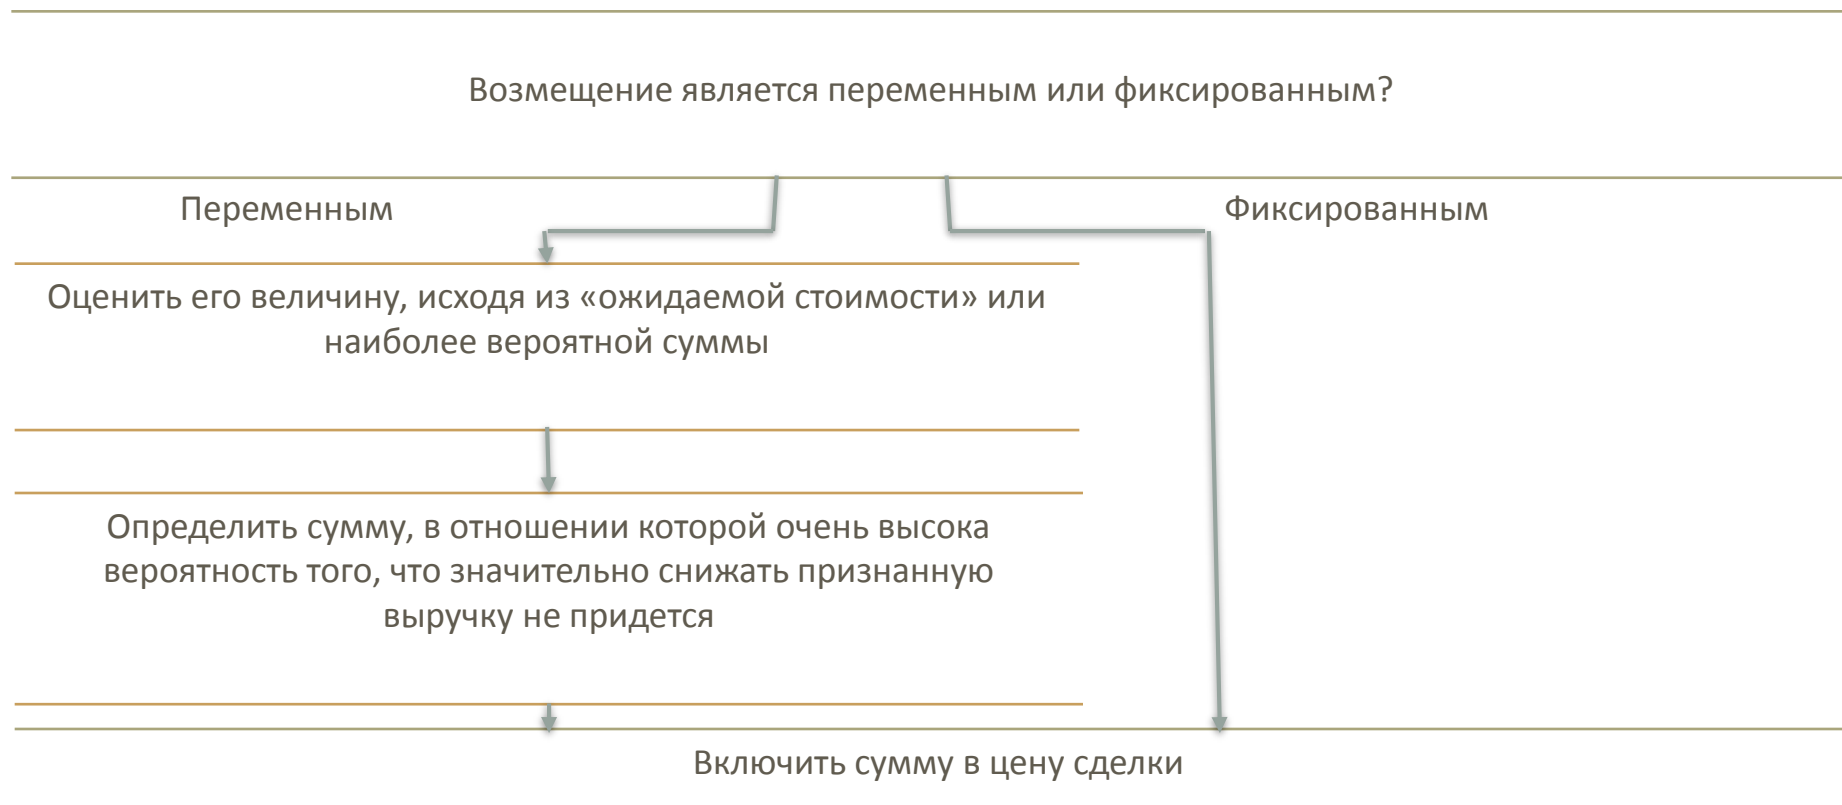 Возмещение является переменным или фиксированным?
Переменным
Фиксированным
Оценить его величину, исходя из «ожидаемой стоимости» или
наиболее вероятной суммы
Определить сумму, в отношении которой очень высока
вероятность того, что значительно снижать признанную
выручку не придется
Включить сумму в цену сделки